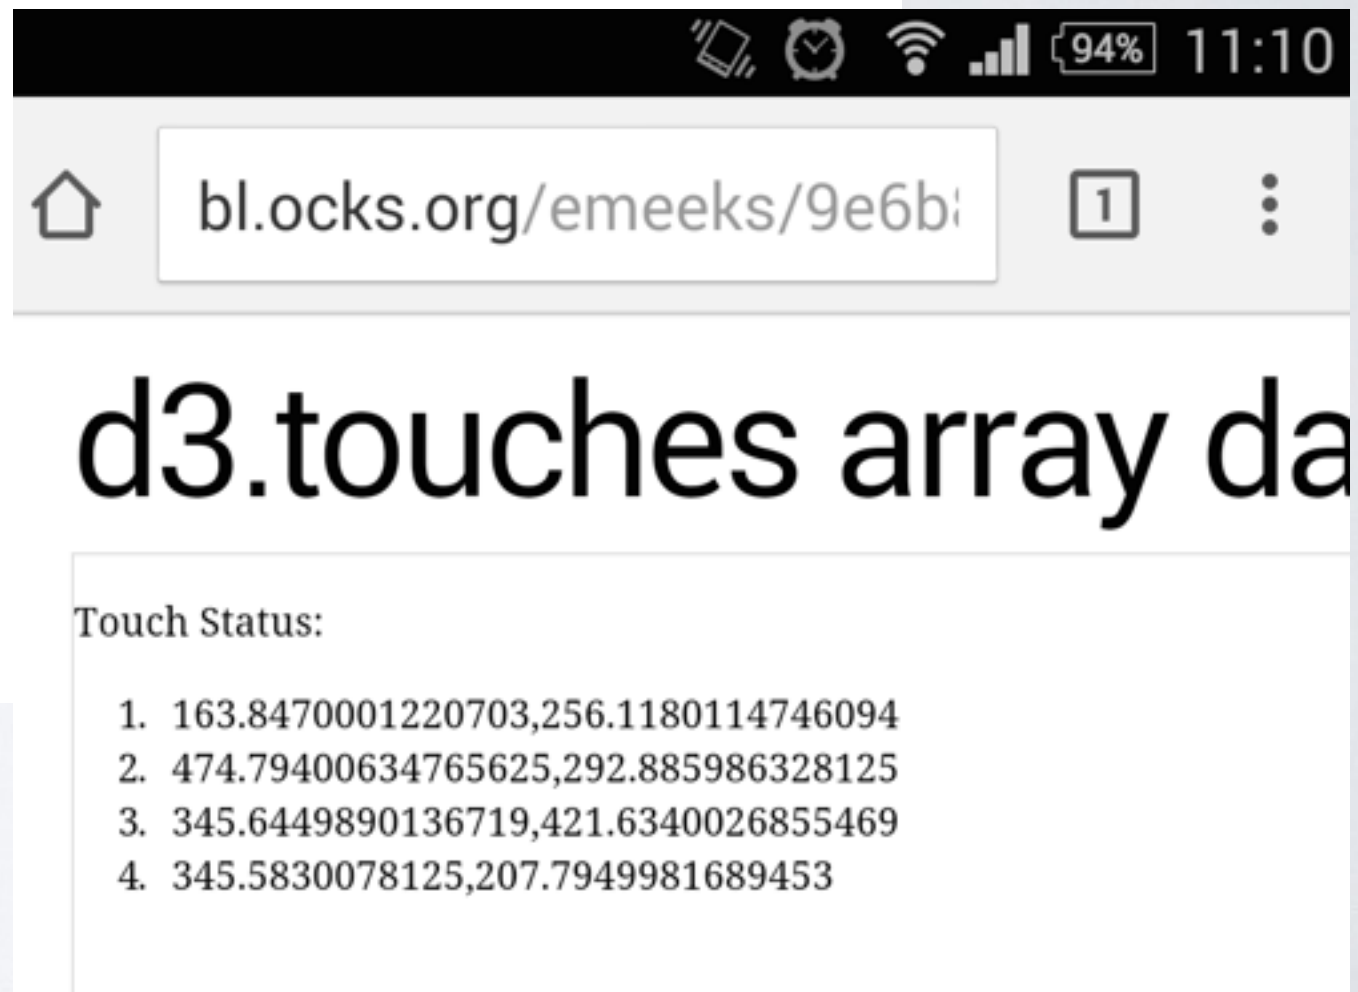 94% 11:10
bl.ocks.org/emeeks/9e6b
1
d3.touches array da
Touch Status:
1. 163.8470001220703,256.1180114746094
2. 474.79400634765625,292.885986328125
3. 345.6449890136719,421.6340026855469
4. 345.5830078125,207.7949981689453